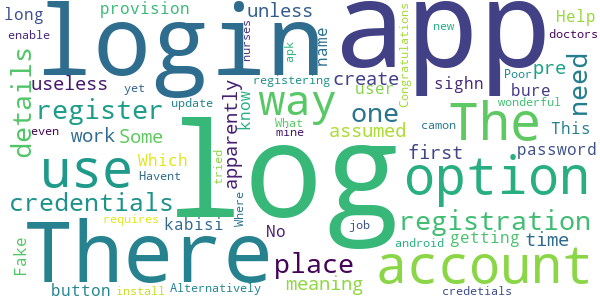 long
provision
unless
login
app
enable
nurses
apk
name
Congratulations
new
Help
doctors
details
useless
yet
registering
create
user
sighn
Poor
pre
bure
wonderful
need
register
update
apparently
know
way
What
mine
one
assumed
The
even
work
Some
tried
log
camon
first
This
password
use
Which
Havent
option
credentials
Where
requires
kabisi
No
job
registration
There
Fake
place
android
getting
time
button
install
Alternatively
meaning
account
credetials